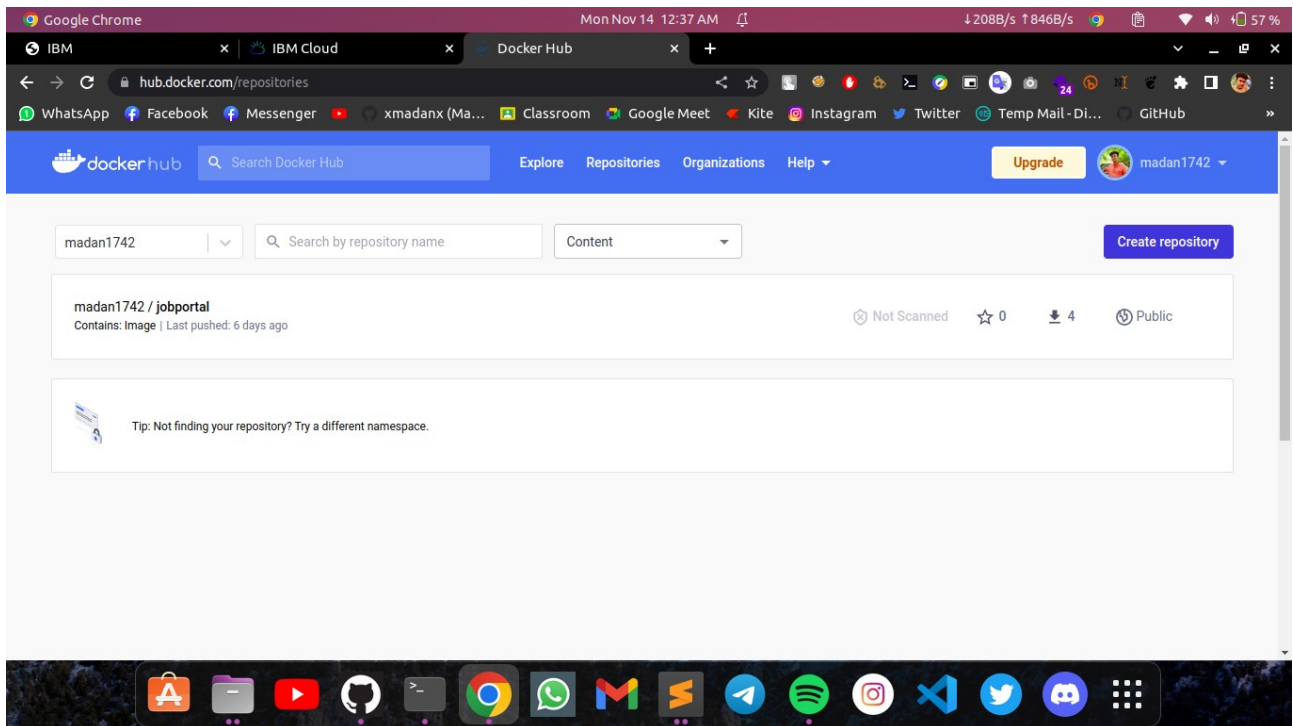 Google Chrome Mon Nov 14 12:37 AM ↓208B/s ↑846B/s 57 %
IBM IBM Cloud Docker Hub
hub.docker.com/repositories 24
WhatsApp Facebook Messenger xmadanx (Ma... Classroom Google Meet Kite Instagram Twitter Temp Mail - Di... GitHub »
docker hub Search Docker Hub Explore Repositories Organizations Help Upgrade madan1742
madan1742 Search by repository name Content Create repository
madan1742 / jobportal
Contains: Image | Last pushed: 6 days ago Not Scanned 0 4 Public
Tip: Not finding your repository? Try a different namespace.